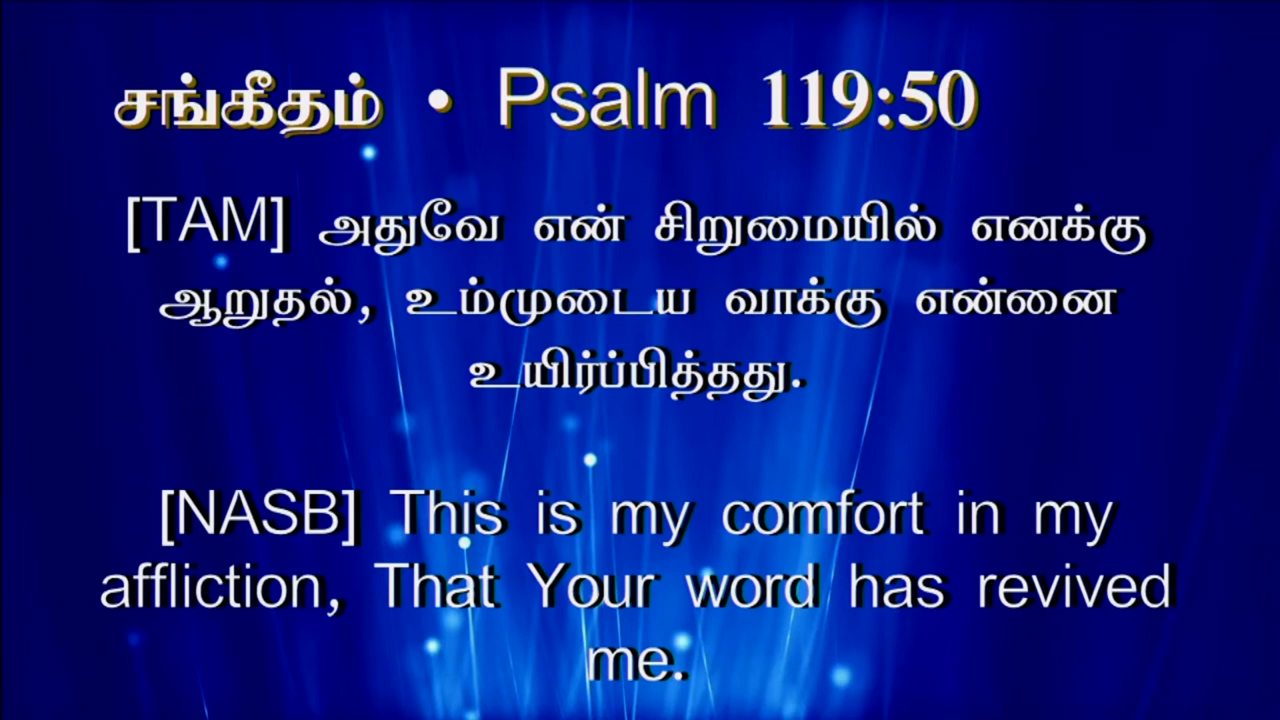 சங்கீதம் • Psalm 119:50
[TAM] அதுவே என் சிறுமையில் எனக்கு
ஆறுதல், உம்முடைய வாக்கு என்னை
உயிர்ப்பித்தது.
[NASB] This is my comfort in my
affliction, That Your word has revived
me.